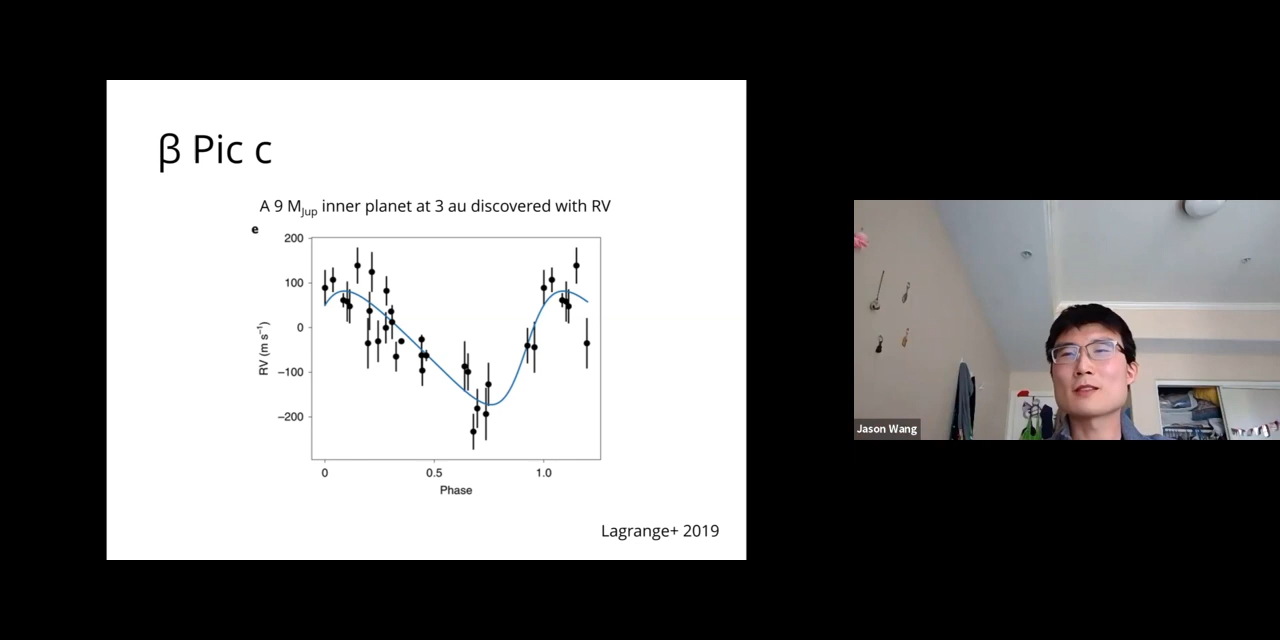 β Pic c
A 9 MJup inner planet at 3 au discovered with RV
e
200
100
0
−100
−200
RV (m s−1)
0 0.5 1.0
Phase
Lagrange+ 2019
Jason Wang